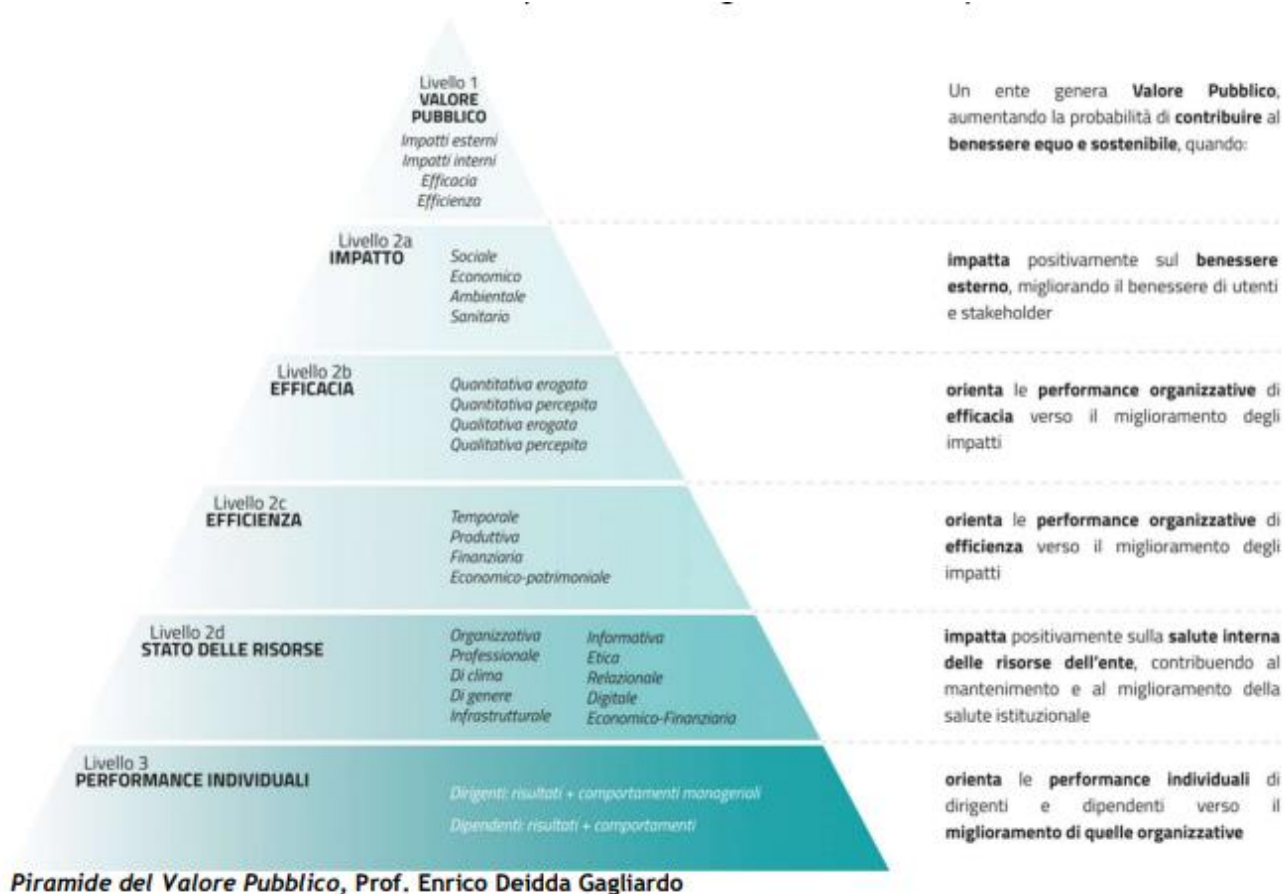 Livello 1
VALORE
PUBBLICO
Impatti esterni
Impatti interni
Efficacia
Efficienza
Un ente genera Valore Pubblico,
aumentando la probabilità di contribuire al
benessere equo e sostenibile, quando:
Livello 2a
IMPATTO
Sociale
Economico
Ambientale
Sanitario
impatta positivamente sul benessere
esterno, migliorando il benessere di utenti
e stakeholder
Livello 2b
EFFICACIA
Quantitativa erogata
Quantitativa percepita
Qualitativa erogata
Qualitativa percepita
orienta le performance organizzative di
efficacia verso il miglioramento degli
impatti
Livello 2c
EFFICIENZA
Temporale
Produttiva
Finanziaria
Economico-patrimoniale
orienta le performance organizzative di
efficienza verso il miglioramento degli
impatti
Livello 2d
STATO DELLE RISORSE
Organizzativa
Professionale
Di clima
Di genere
Infrastrutturale
Informativa
Etica
Relazionale
Digitale
Economico-Finanziaria
impatta positivamente sulla salute interna
delle risorse dell'ente, contribuendo al
mantenimento e al miglioramento della
salute istituzionale
Livello 3
PERFORMANCE INDIVIDUALI
Dirigenti: risultati + comportamenti manageriali
Dipendenti: risultati + comportamenti
orienta le performance individuali di
dirigenti e dipendenti verso il
miglioramento di quelle organizzative
Piramide del Valore Pubblico, Prof. Enrico Deidda Gagliardo